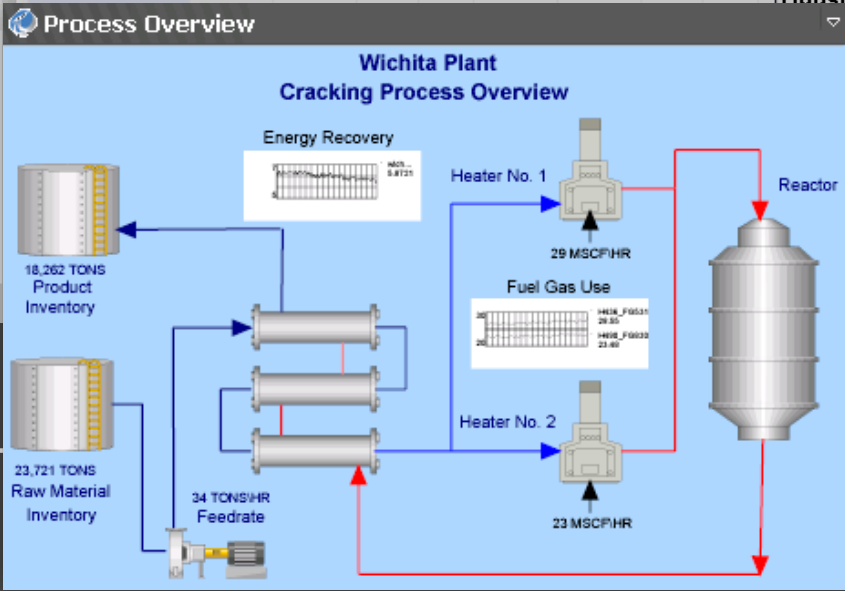 Process Overview
Wichita Plant
Cracking Process Overview
Energy Recovery
Heater No. 1
Reactor
29 MSCF\HR
18,262 TONS
Product
Inventory
Fuel Gas Use
Heater No. 2
23,721 TONS
Raw Material
Inventory
34 TONS\HR
Feedrate
23 MSCF\HR